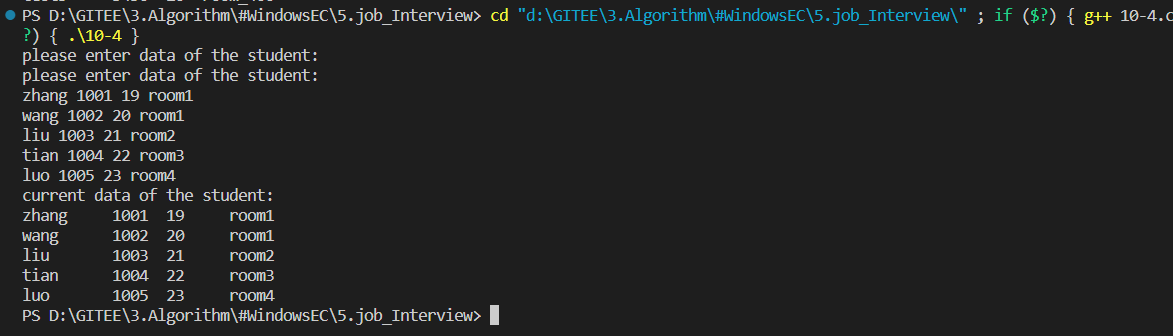 PS D:\GITEE\3.Algorithm\#WindowsEC\5.job_Interview> cd "d:\GITEE\3.Algorithm\#WindowsEC\5.job_Interview\" ; if ($?) { g++ 10-4.c
?) { .\10-4 }
please enter data of the student:
please enter data of the student:
zhang 1001 19 room1
wang 1002 20 room1
liu 1003 21 room2
tian 1004 22 room3
luo 1005 23 room4
current data of the student:
zhang 1001 19 room1
wang 1002 20 room1
liu 1003 21 room2
tian 1004 22 room3
luo 1005 23 room4
PS D:\GITEE\3.Algorithm\#WindowsEC\5.job_Interview>